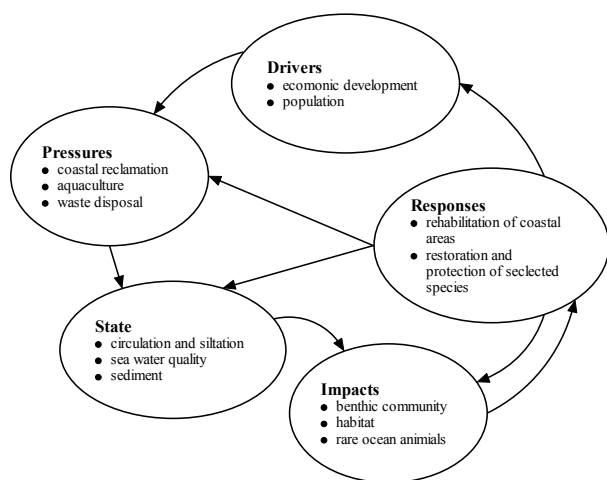 Drivers
● ecomonic development
● population
Pressures
● coastal reclamation
● aquaculture
● waste disposal
Responses
● rehabilitation of coastal
areas
● restoration and
protection of seclected
species
State
● circulation and siltation
● sea water quality
● sediment
Impacts
● benthic community
● habitat
● rare ocean animials